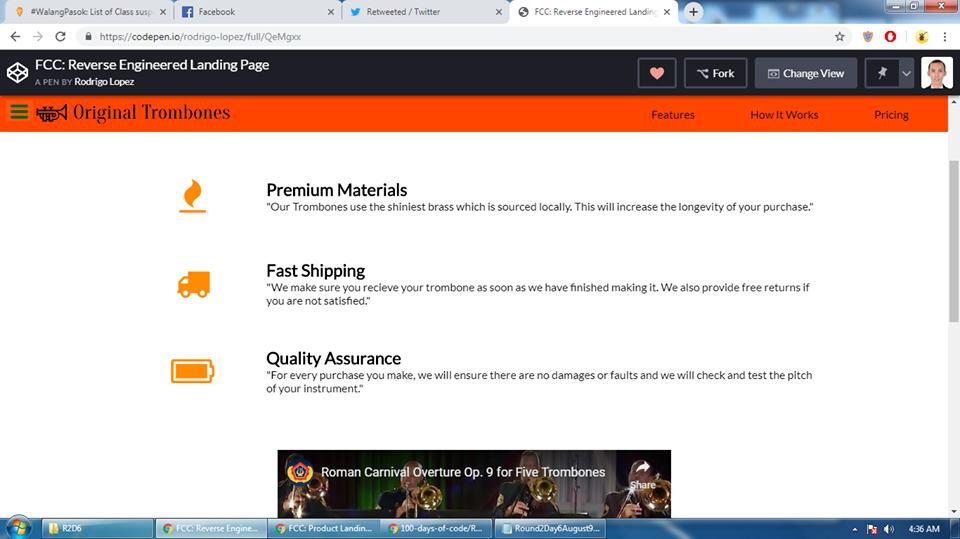 #WalangPasok: List of Class susp
Facebook
Retweeted / Twitter
FCC: Reverse Engineered Landing
https://codepen.io/rodrigo-lopez/full/QeMgxx
FCC: Reverse Engineered Landing Page
A PEN BY Rodrigo Lopez
Fork
Change View
Original Trombones
Features
How It Works
Pricing
Premium Materials
"Our Trombones use the shiniest brass which is sourced locally. This will increase the longevity of your purchase."
Fast Shipping
"We make sure you recieve your trombone as soon as we have finished making it. We also provide free returns if
you are not satisfied."
Quality Assurance
"For every purchase you make, we will ensure there are no damages or faults and we will check and test the pitch
of your instrument."
Roman Carnival Overture Op. 9 for Five Trombones
Share
R2D6
FCC: Reverse Engine...
FCC: Product Landin...
100-days-of-code/R...
Round2Day6August9...
4:36 AM